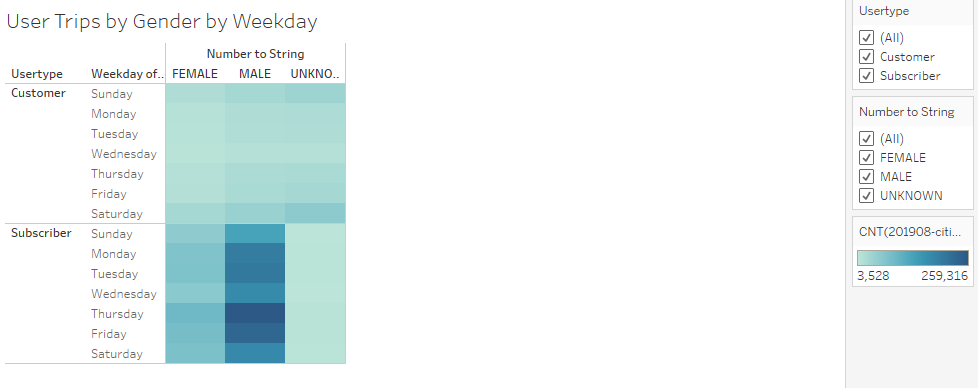 User Trips by Gender by Weekday
Number to String
Usertype Weekday of.. FEMALE MALE UNKNO..
Customer Sunday
Monday
Tuesday
Wednesday
Thursday
Friday
Saturday
Subscriber Sunday
Monday
Tuesday
Wednesday
Thursday
Friday
Saturday
Usertype
(All)
Customer
Subscriber
Number to String
(All)
FEMALE
MALE
UNKNOWN
CNT(201908-citi...
3,528 259,316